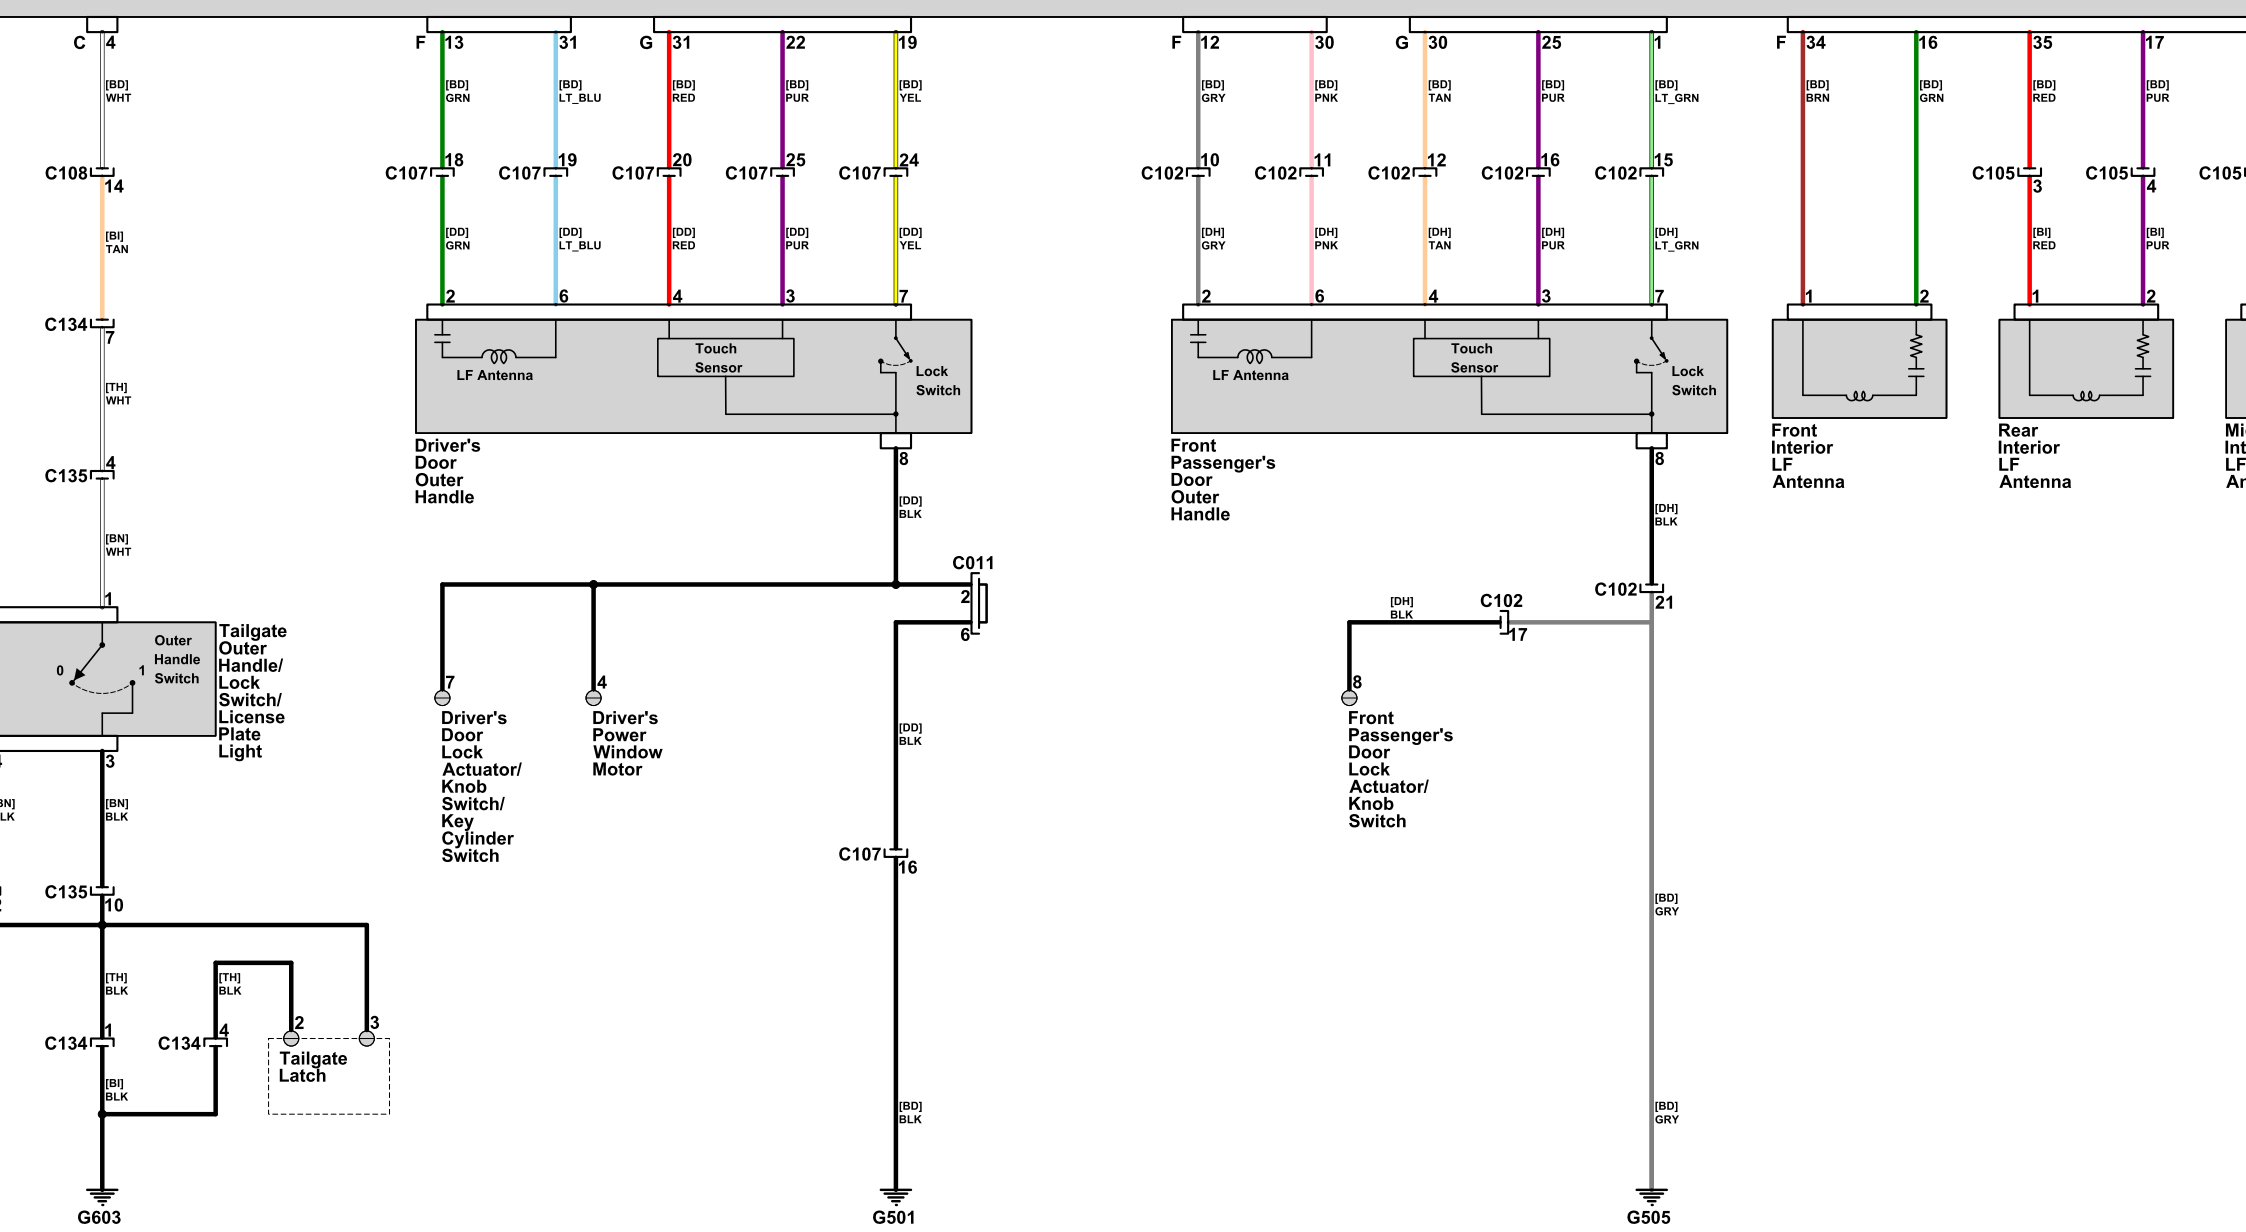 C 4
F 13 31 G 31 22 19
F 12 30 G 30 25 1
F 34 16 35 17
[BD] WHT
[BD] GRN
[BD] LT_BLU
[BD] RED
[BD] PUR
[BD] YEL
[BD] GRY
[BD] PNK
[BD] TAN
[BD] PUR
[BD] LT_GRN
[BD] BRN
[BD] GRN
[BD] RED
[BD] PUR
C108 14
C107 18
C107 19
C107 20
C107 25
C107 24
C102 10
C102 11
C102 12
C102 16
C102 15
C105 3
C105 4
C105
[BI] TAN
[DD] GRN
[DD] LT_BLU
[DD] RED
[DD] PUR
[DD] YEL
[DH] GRY
[DH] PNK
[DH] TAN
[DH] PUR
[DH] LT_GRN
[BI] RED
[BI] PUR
2 6 4 3 7
2 6 4 3 7
1 2
1 2
C134 7
LF Antenna
Touch
Sensor
Lock
Switch
LF Antenna
Touch
Sensor
Lock
Switch
Driver's
Door
Outer
Handle
8
Front
Passenger's
Door
Outer
Handle
8
Front
Interior
LF
Antenna
Rear
Interior
LF
Antenna
LF
[TH] WHT
C135 4
[BN] WHT
1
[DD] BLK
[DH] BLK
C011
2
6
C102 21
[DH] BLK
C102 17
Outer
Handle
Switch
0 1
Tailgate
Outer
Handle/
Lock
Switch/
License
Plate
Light
3
7
Driver's
Door
Lock
Actuator/
Knob
Switch/
Key
Cylinder
Switch
4
Driver's
Power
Window
Motor
8
Front
Passenger's
Door
Lock
Actuator/
Knob
Switch
[DD] BLK
[BN] BLK
C107 16
C135 10
[BD] GRY
[TH] BLK
[TH] BLK
C134 1
C134 4
2 3
Tailgate
Latch
[BI] BLK
[BD] BLK
[BD] GRY
G603
G501
G505